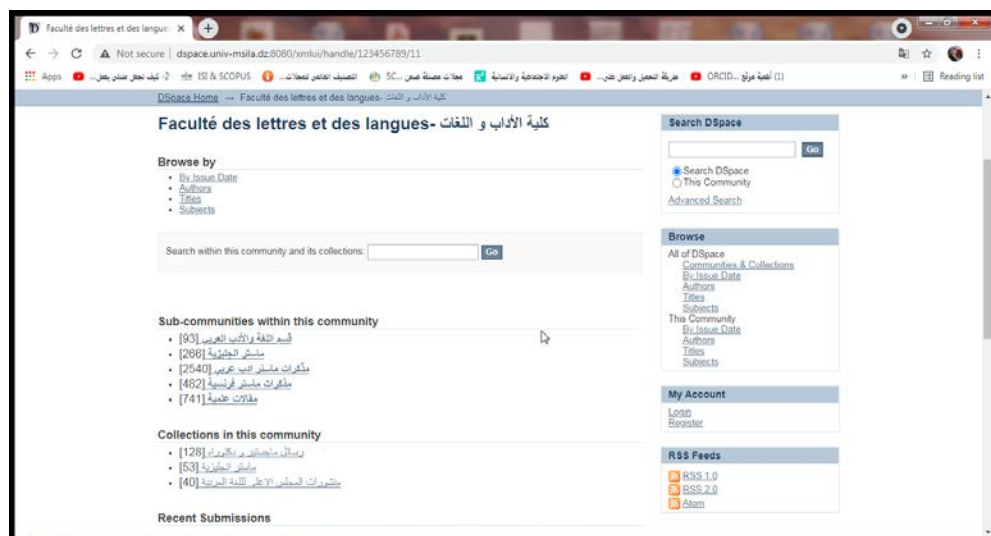 Faculté des lettres et des langue
Not secure | dspace.univ-msila.dz:8080/xmlui/handle/123456789/11
Apps
ISI & SCOPUS
ORCID
Reading list
DSpace Home → Faculté des lettres et des langues- كلية الأداب و اللغات
Faculté des lettres et des langues- كلية الأداب و اللغات
Browse by
By Issue Date
Authors
Titles
Subjects
Search within this community and its collections: Go
Sub-communities within this community
قسم اللغة والأدب العربي [93]
ماستر انجليزية [266]
مذكرات ماستر ادب عربي [2540]
مذكرات ماستر فرنسية [482]
مقالات علمية [741]
Collections in this community
رسائل ماجستير و دكتوراه [128]
ماستر انجليزية [53]
منشورات المجلس الاعلى للغة العربية [40]
Recent Submissions
Search DSpace
Go
Search DSpace
This Community
Advanced Search
Browse
All of DSpace
Communities & Collections
By Issue Date
Authors
Titles
Subjects
This Community
By Issue Date
Authors
Titles
Subjects
My Account
Login
Register
RSS Feeds
RSS 1.0
RSS 2.0
Atom